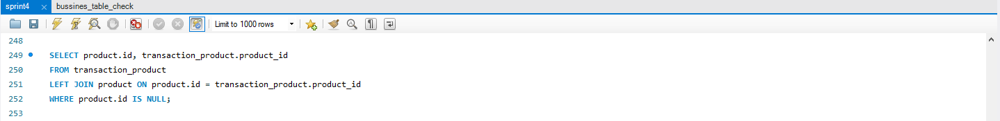 sprint4 × bussines_table_check
Limit to 1000 rows
248
249 SELECT product.id, transaction_product.product_id
250 FROM transaction_product
251 LEFT JOIN product ON product.id = transaction_product.product_id
252 WHERE product.id IS NULL;
253